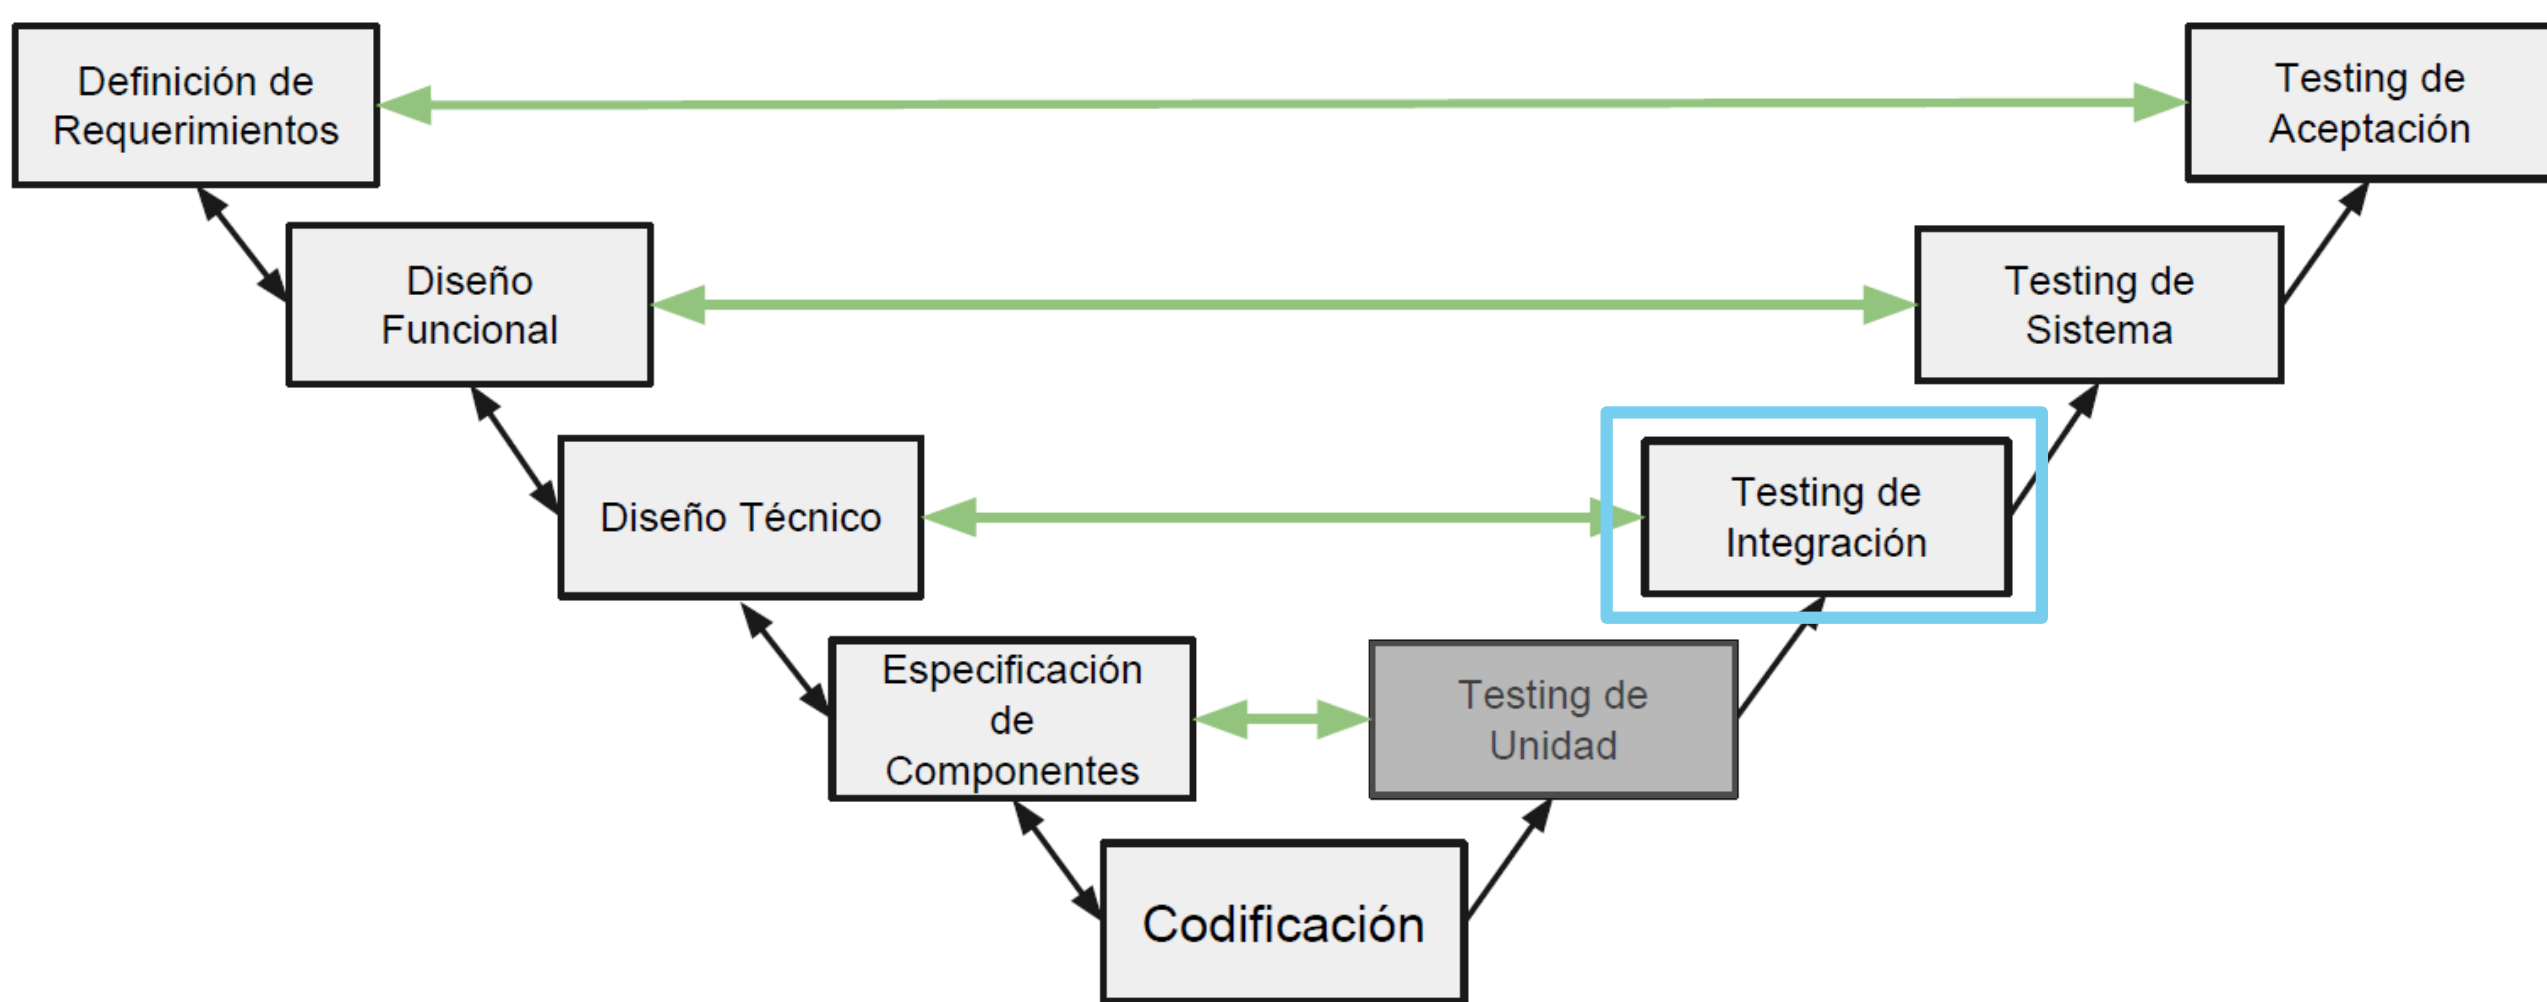 Definición de
Requerimientos
Testing de
Aceptación
Diseño
Funcional
Testing de
Sistema
Diseño Técnico
Testing de
Integración
Especificación
de
Componentes
Testing de
Unidad
Codificación